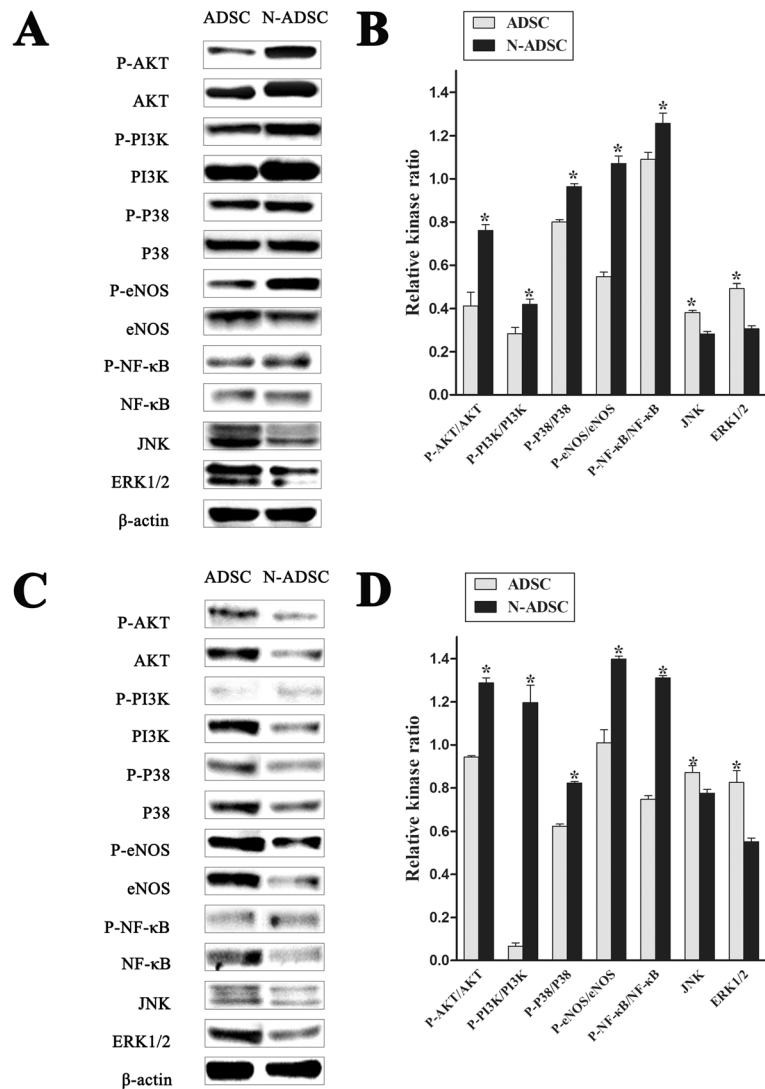 A
ADSC N-ADSC
P-AKT
AKT
P-PI3K
PI3K
P-P38
P38
P-eNOS
eNOS
P-NF-κB
NF-κB
JNK
ERK1/2
β-actin
B
ADSC
N-ADSC
Relative kinase ratio
1.4
1.2
1.0
0.8
0.6
0.4
0.2
0.0
* * * * * * *
P-AKT/AKT
P-PI3K/PI3K
P-P38/P38
P-eNOS/eNOS
P-NF-κB/NF-κB
JNK
ERK1/2
C
ADSC N-ADSC
P-AKT
AKT
P-PI3K
PI3K
P-P38
P38
P-eNOS
eNOS
P-NF-κB
NF-κB
JNK
ERK1/2
β-actin
D
ADSC
N-ADSC
Relative kinase ratio
1.4
1.2
1.0
0.8
0.6
0.4
0.2
0.0
* * * * * * *
P-AKT/AKT
P-PI3K/PI3K
P-P38/P38
P-eNOS/eNOS
P-NF-κB/NF-κB
JNK
ERK1/2